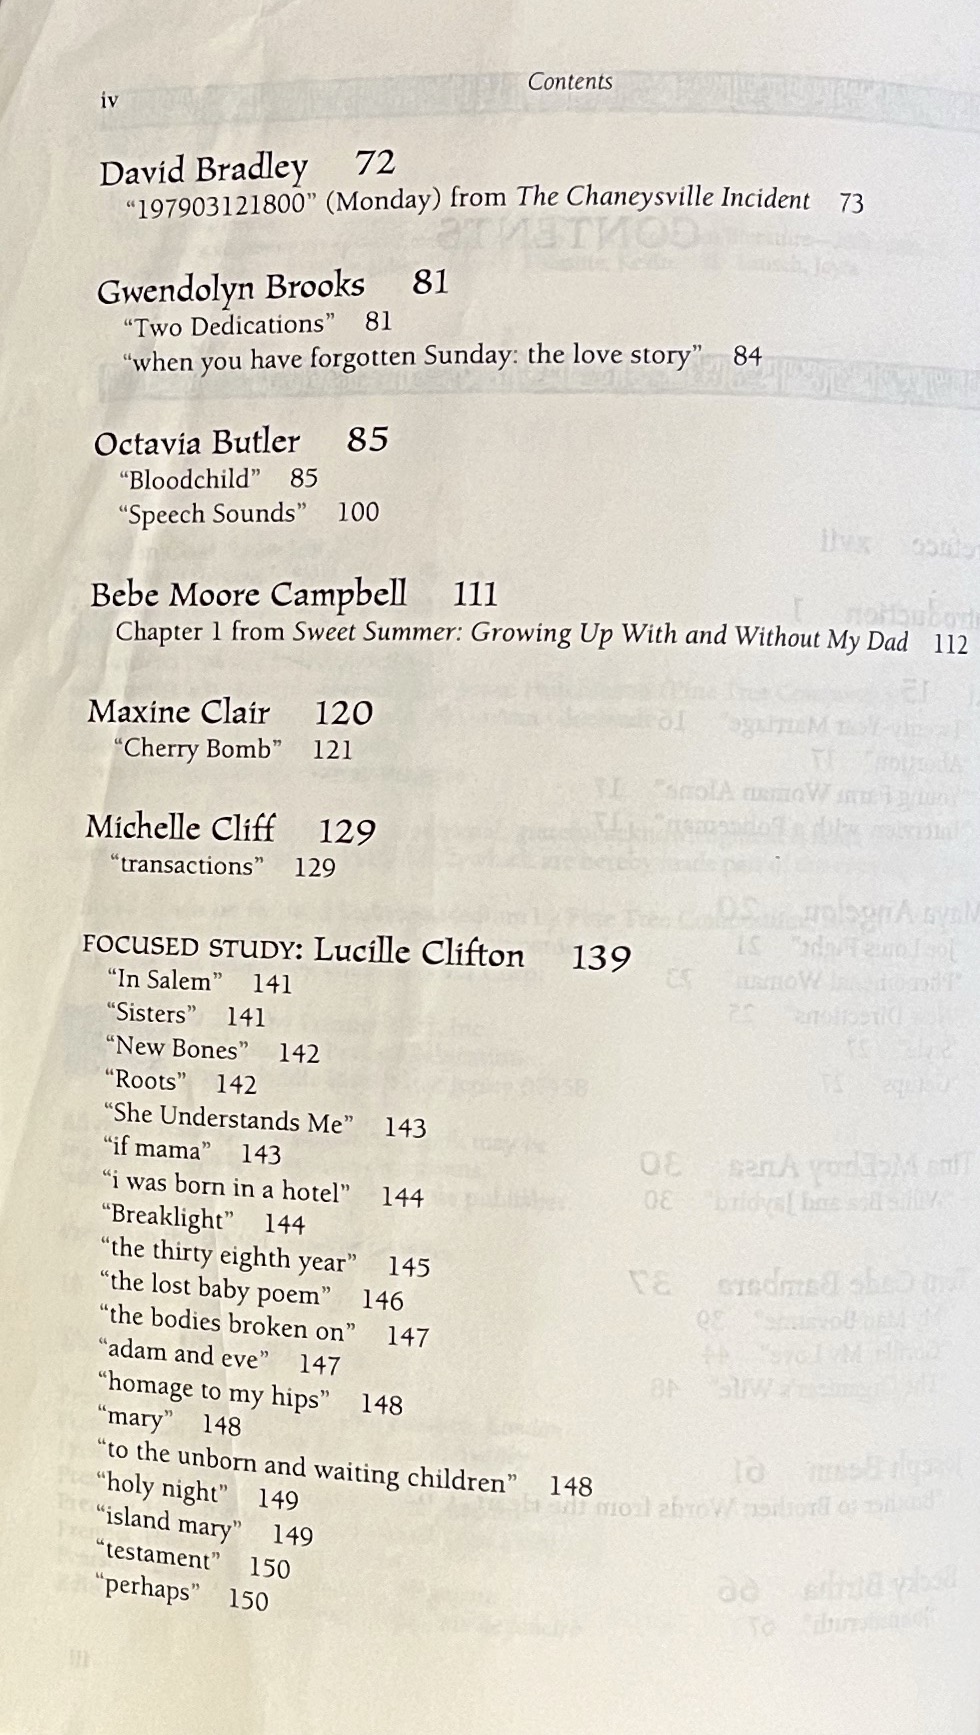 iv
Contents
David Bradley 72
“197903121800” (Monday) from The Chaneysville Incident 73
Gwendolyn Brooks 81
“Two Dedications” 81
“when you have forgotten Sunday: the love story” 84
Octavia Butler 85
“Bloodchild” 85
“Speech Sounds” 100
Bebe Moore Campbell 111
Chapter 1 from Sweet Summer: Growing Up With and Without My Dad 112
Maxine Clair 120
“Cherry Bomb” 121
Michelle Cliff 129
“transactions” 129
FOCUSED STUDY: Lucille Clifton 139
“In Salem” 141
“Sisters” 141
“New Bones” 142
“Roots” 142
“She Understands Me” 143
“if mama” 143
“i was born in a hotel” 144
“Breaklight” 144
“the thirty eighth year” 145
“the lost baby poem” 146
“the bodies broken on” 147
“adam and eve” 147
“homage to my hips” 148
“mary” 148
“to the unborn and waiting children” 148
“holy night” 149
“island mary” 149
“testament” 150
“perhaps” 150